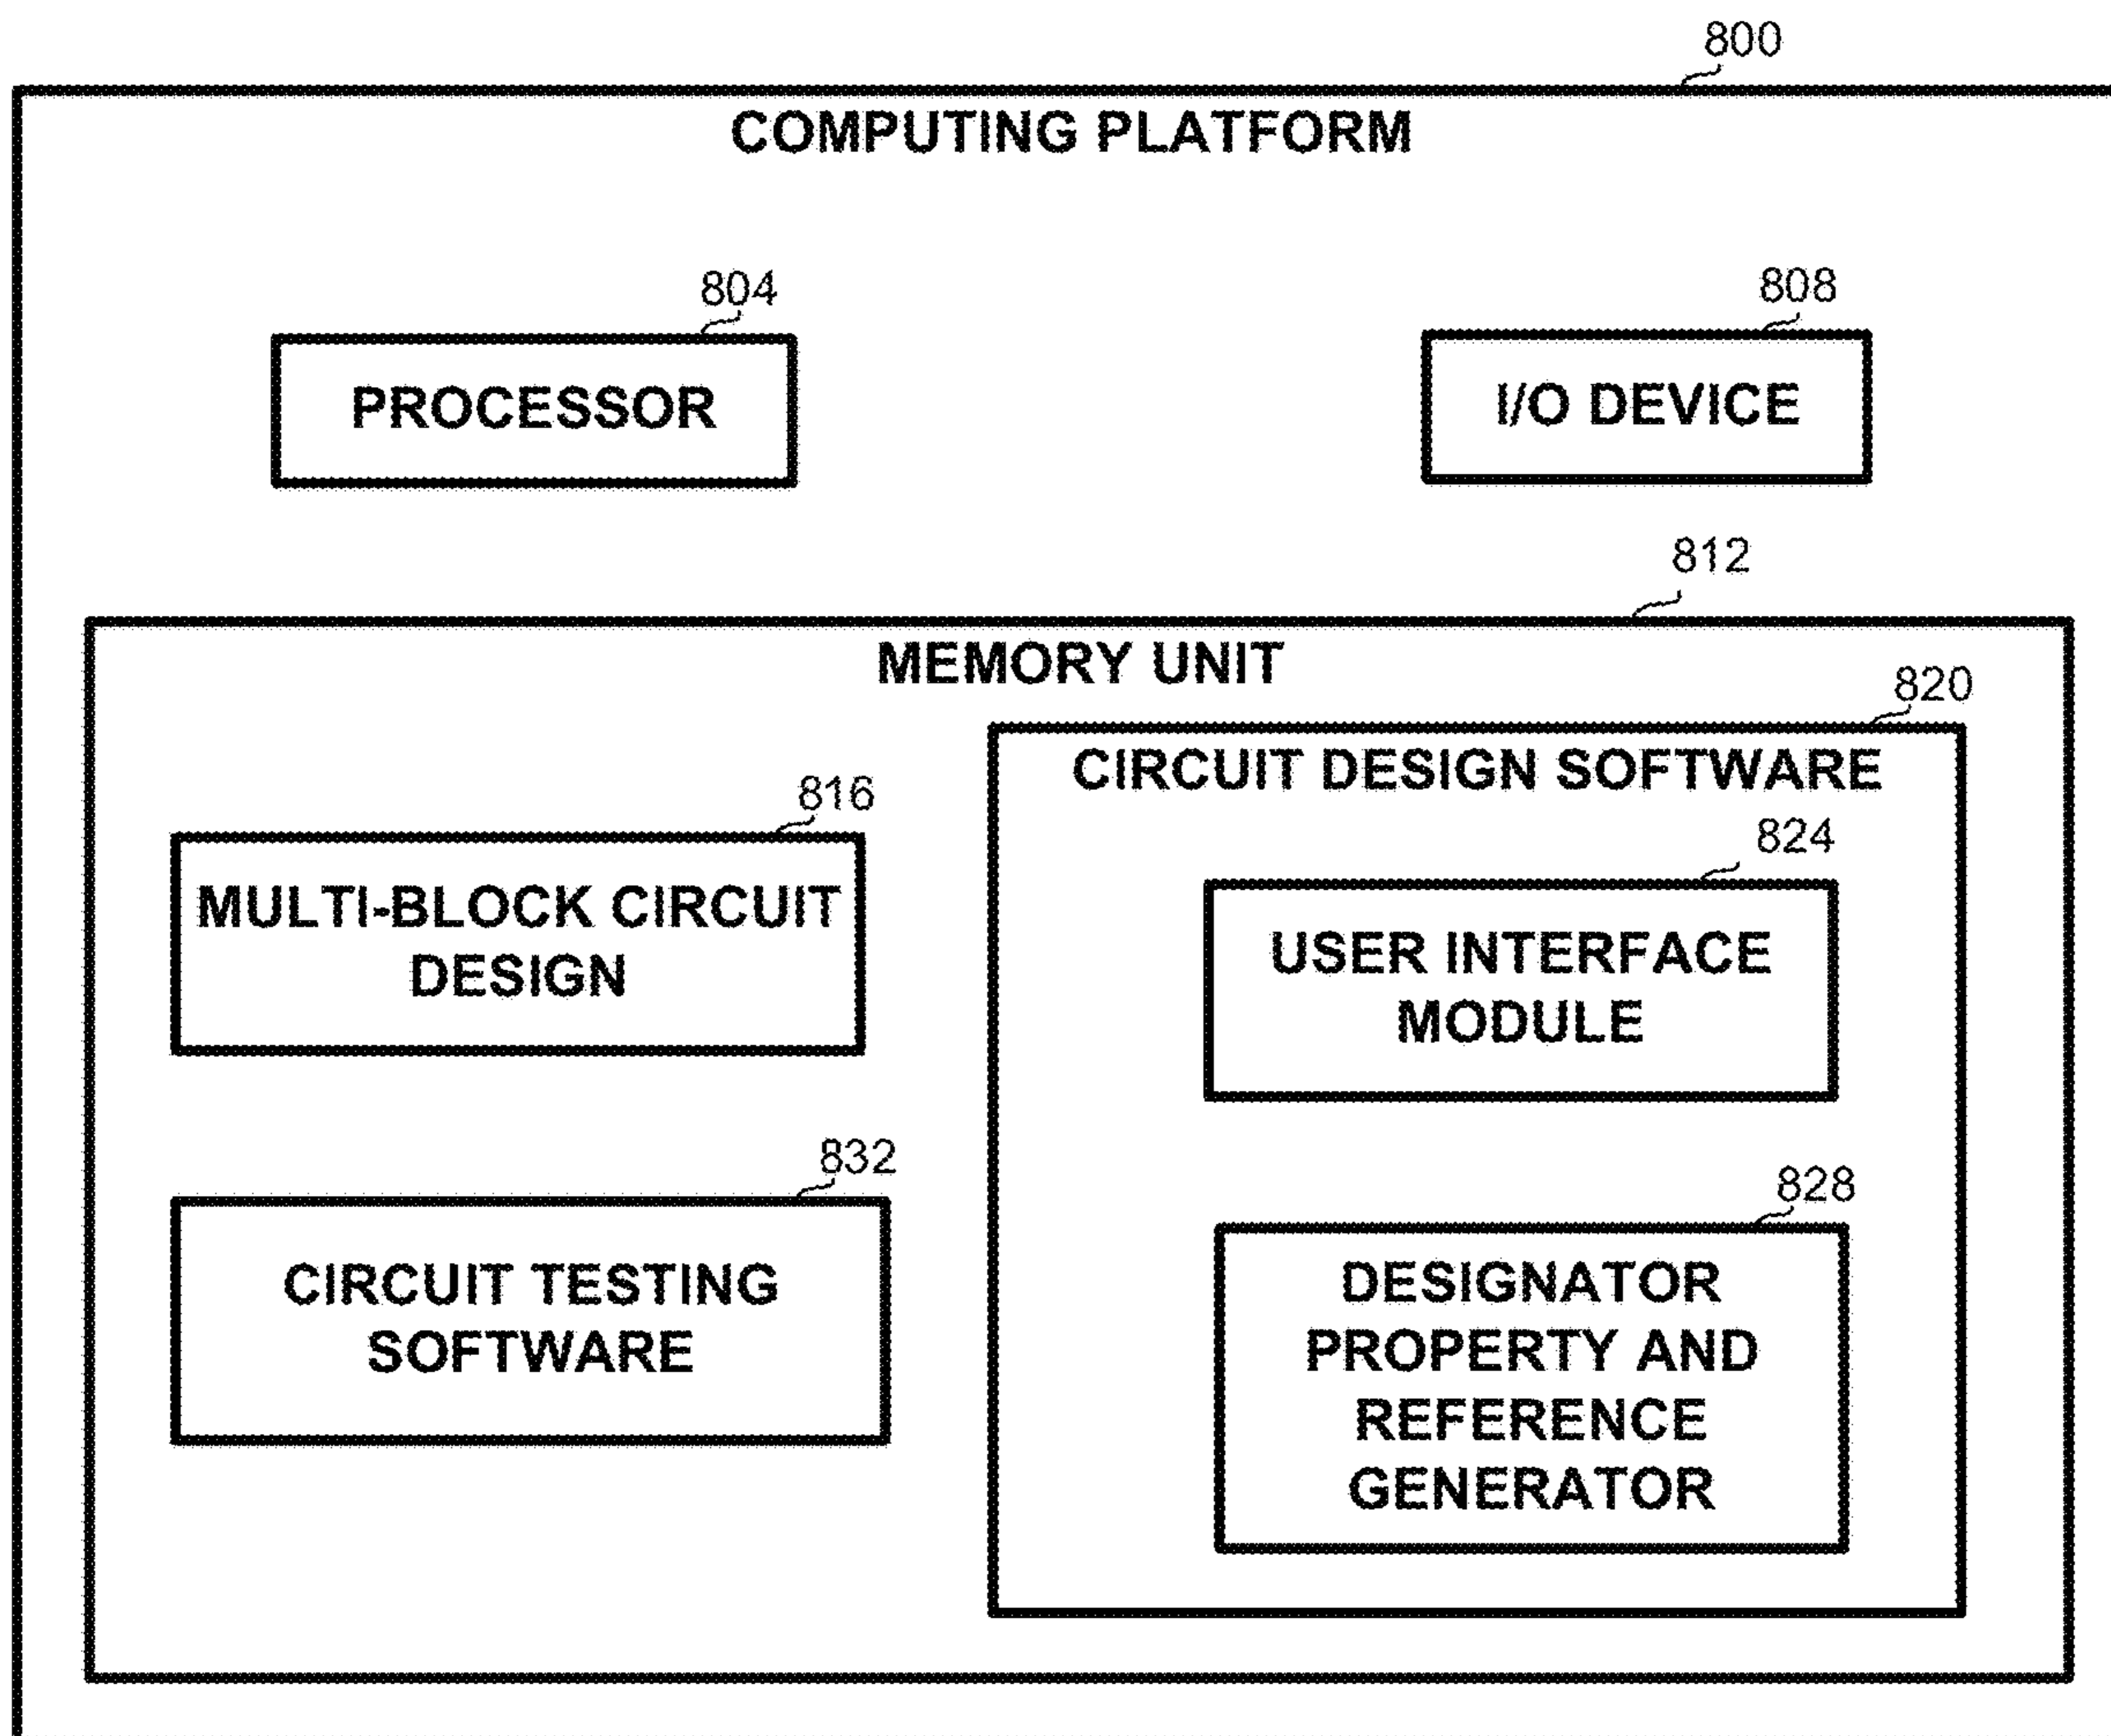 800
COMPUTING PLATFORM
804
PROCESSOR
808
I/O DEVICE
812
MEMORY UNIT
816
MULTI-BLOCK CIRCUIT
DESIGN
832
CIRCUIT TESTING
SOFTWARE
820
CIRCUIT DESIGN SOFTWARE
824
USER INTERFACE
MODULE
828
DESIGNATOR
PROPERTY AND
REFERENCE
GENERATOR